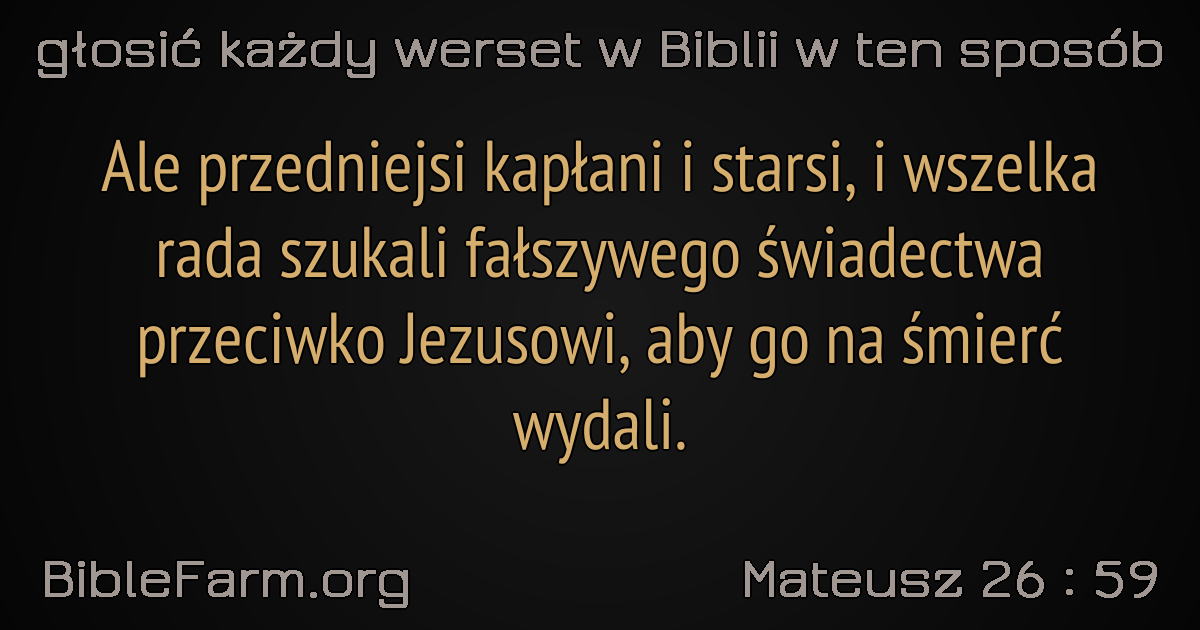 głosić każdy werset w Biblii w ten sposób
Ale przedniejsi kapłani i starsi, i wszelka
rada szukali fałszywego świadectwa
przeciwko Jezusowi, aby go na śmierć
wydali.
BibleFarm.org
Mateusz 26 : 59